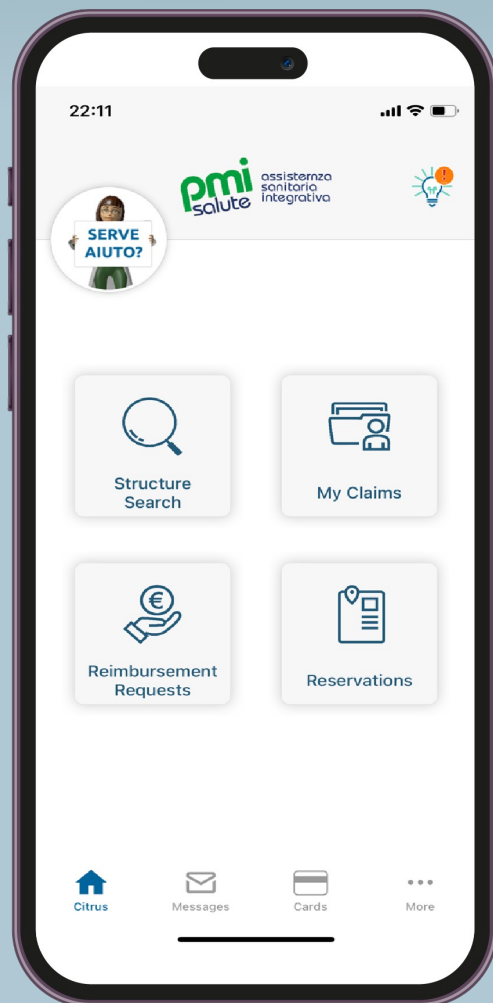 22:11
pmi
salute
assisternza
sanitaria
integrativa
!
SERVE
AIUTO?
Structure
Search
My Claims
€
Reimbursement
Requests
Reservations
Citrus
Messages
Cards
More